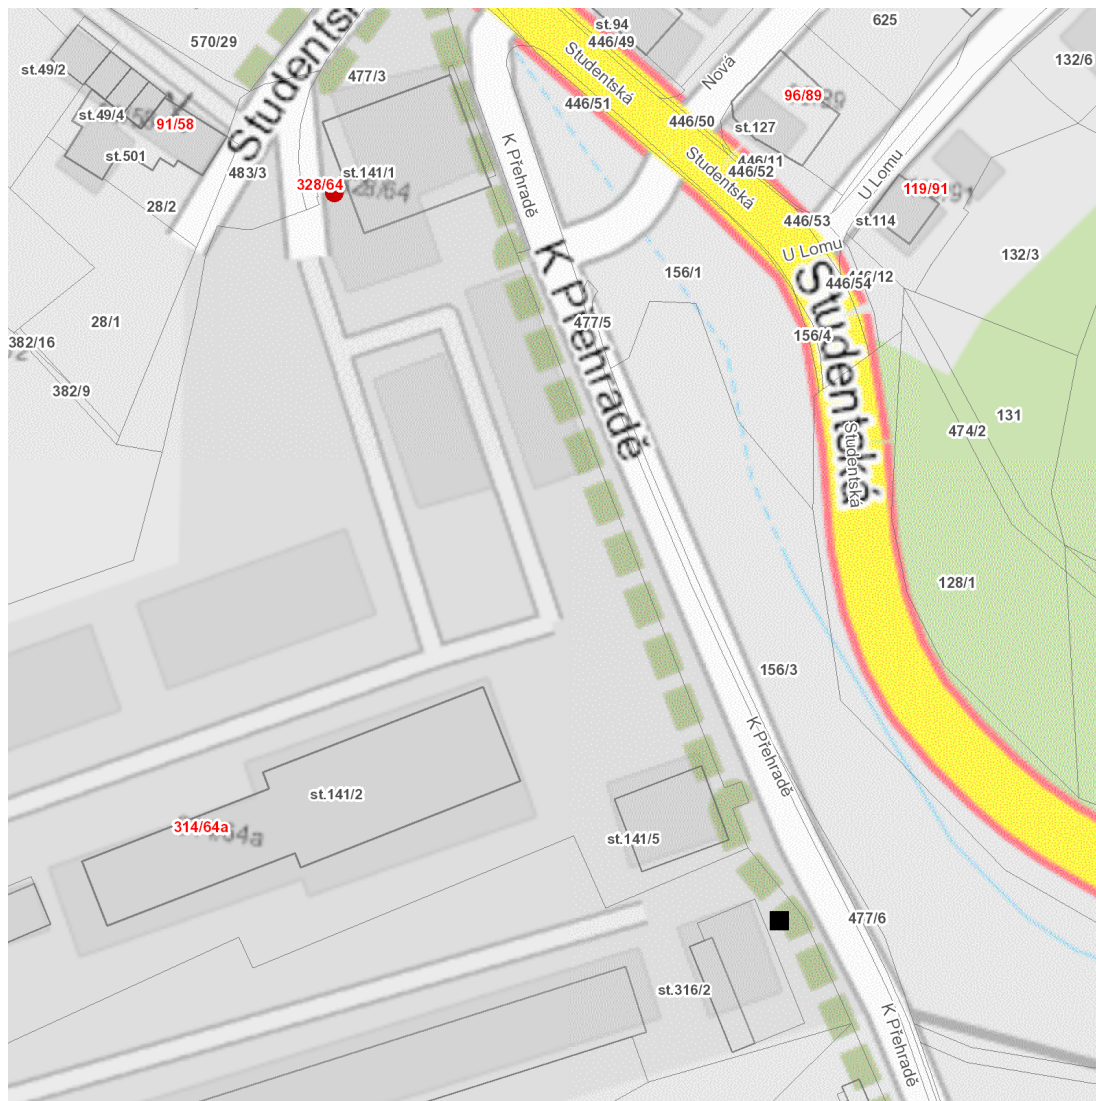 st.94
625
570/29
446/49
Studentská
132/6
st.49/2
477/3
Nová
Studentská
96/89
446/51
st.49/4
91/58
446/50
st.127
st.501
446/11
483/3
st.141/1
446/52
K Přehradě
Studentská
U Lomu
328/64
119/91
28/2
446/53
st.114
U Lomu
132/3
156/1
446/12
446/54
K Přehradě
28/1
477/5
Studentská
156/4
382/16
382/9
131
474/2
Studentská
128/1
156/3
K Přehradě
st.141/2
314/64a
st.141/5
477/6
st.316/2
K Přehradě